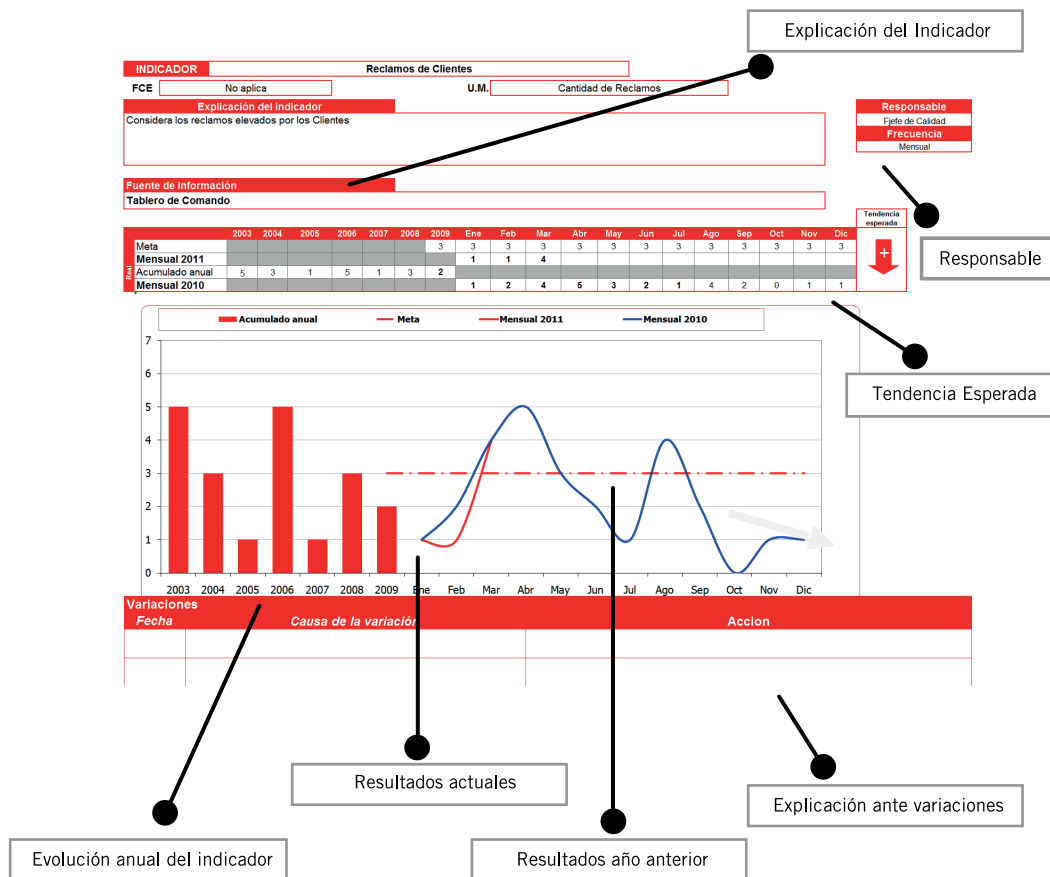 Explicación del Indicador
INDICADOR Reclamos de Clientes
FCE No aplica U.M. Cantidad de Reclamos
Explicación del indicador
Considera los reclamos elevados por los Clientes
Responsable
Fjefe de Calidad
Frecuencia
Mensual
Fuente de información
Tablero de Comando
Responsable
Tendencia
esperada
+
2003 2004 2005 2006 2007 2008 2009 Ene Feb Mar Abr May Jun Jul Ago Sep Oct Nov Dic
Real
Meta 3 3 3 3 3 3 3 3 3 3 3 3 3
Mensual 2011 1 1 4
Acumulado anual 5 3 1 5 1 3 2
Mensual 2010 1 2 4 5 3 2 1 4 2 0 1 1
Tendencia Esperada
Acumulado anual Meta Mensual 2011 Mensual 2010
7
6
5
4
3
2
1
0
2003 2004 2005 2006 2007 2008 2009 Ene Feb Mar Abr May Jun Jul Ago Sep Oct Nov Dic
Variaciones
Fecha Causa de la variación Accion
Resultados actuales
Explicación ante variaciones
Evolución anual del indicador
Resultados año anterior